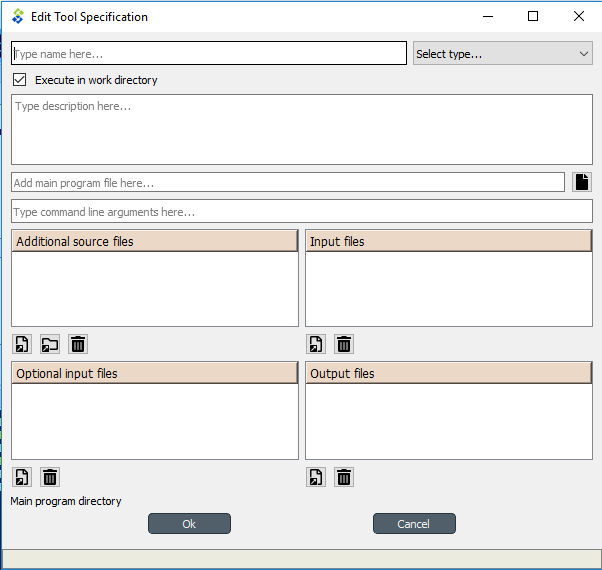 Edit Tool Specification
Type name here...
Select type...
Execute in work directory
Type description here...
Add main program file here...
Type command line arguments here...
Additional source files
Input files
Optional input files
Output files
Main program directory
Ok
Cancel